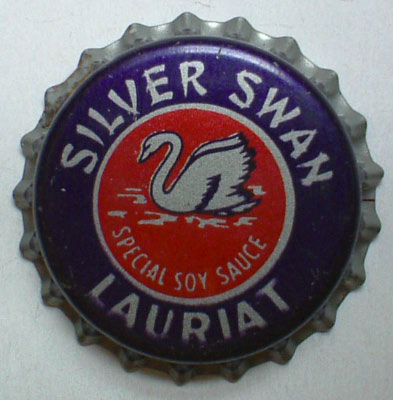 SILVER SWAN
SPECIAL SOY SAUCE
LAURIAT